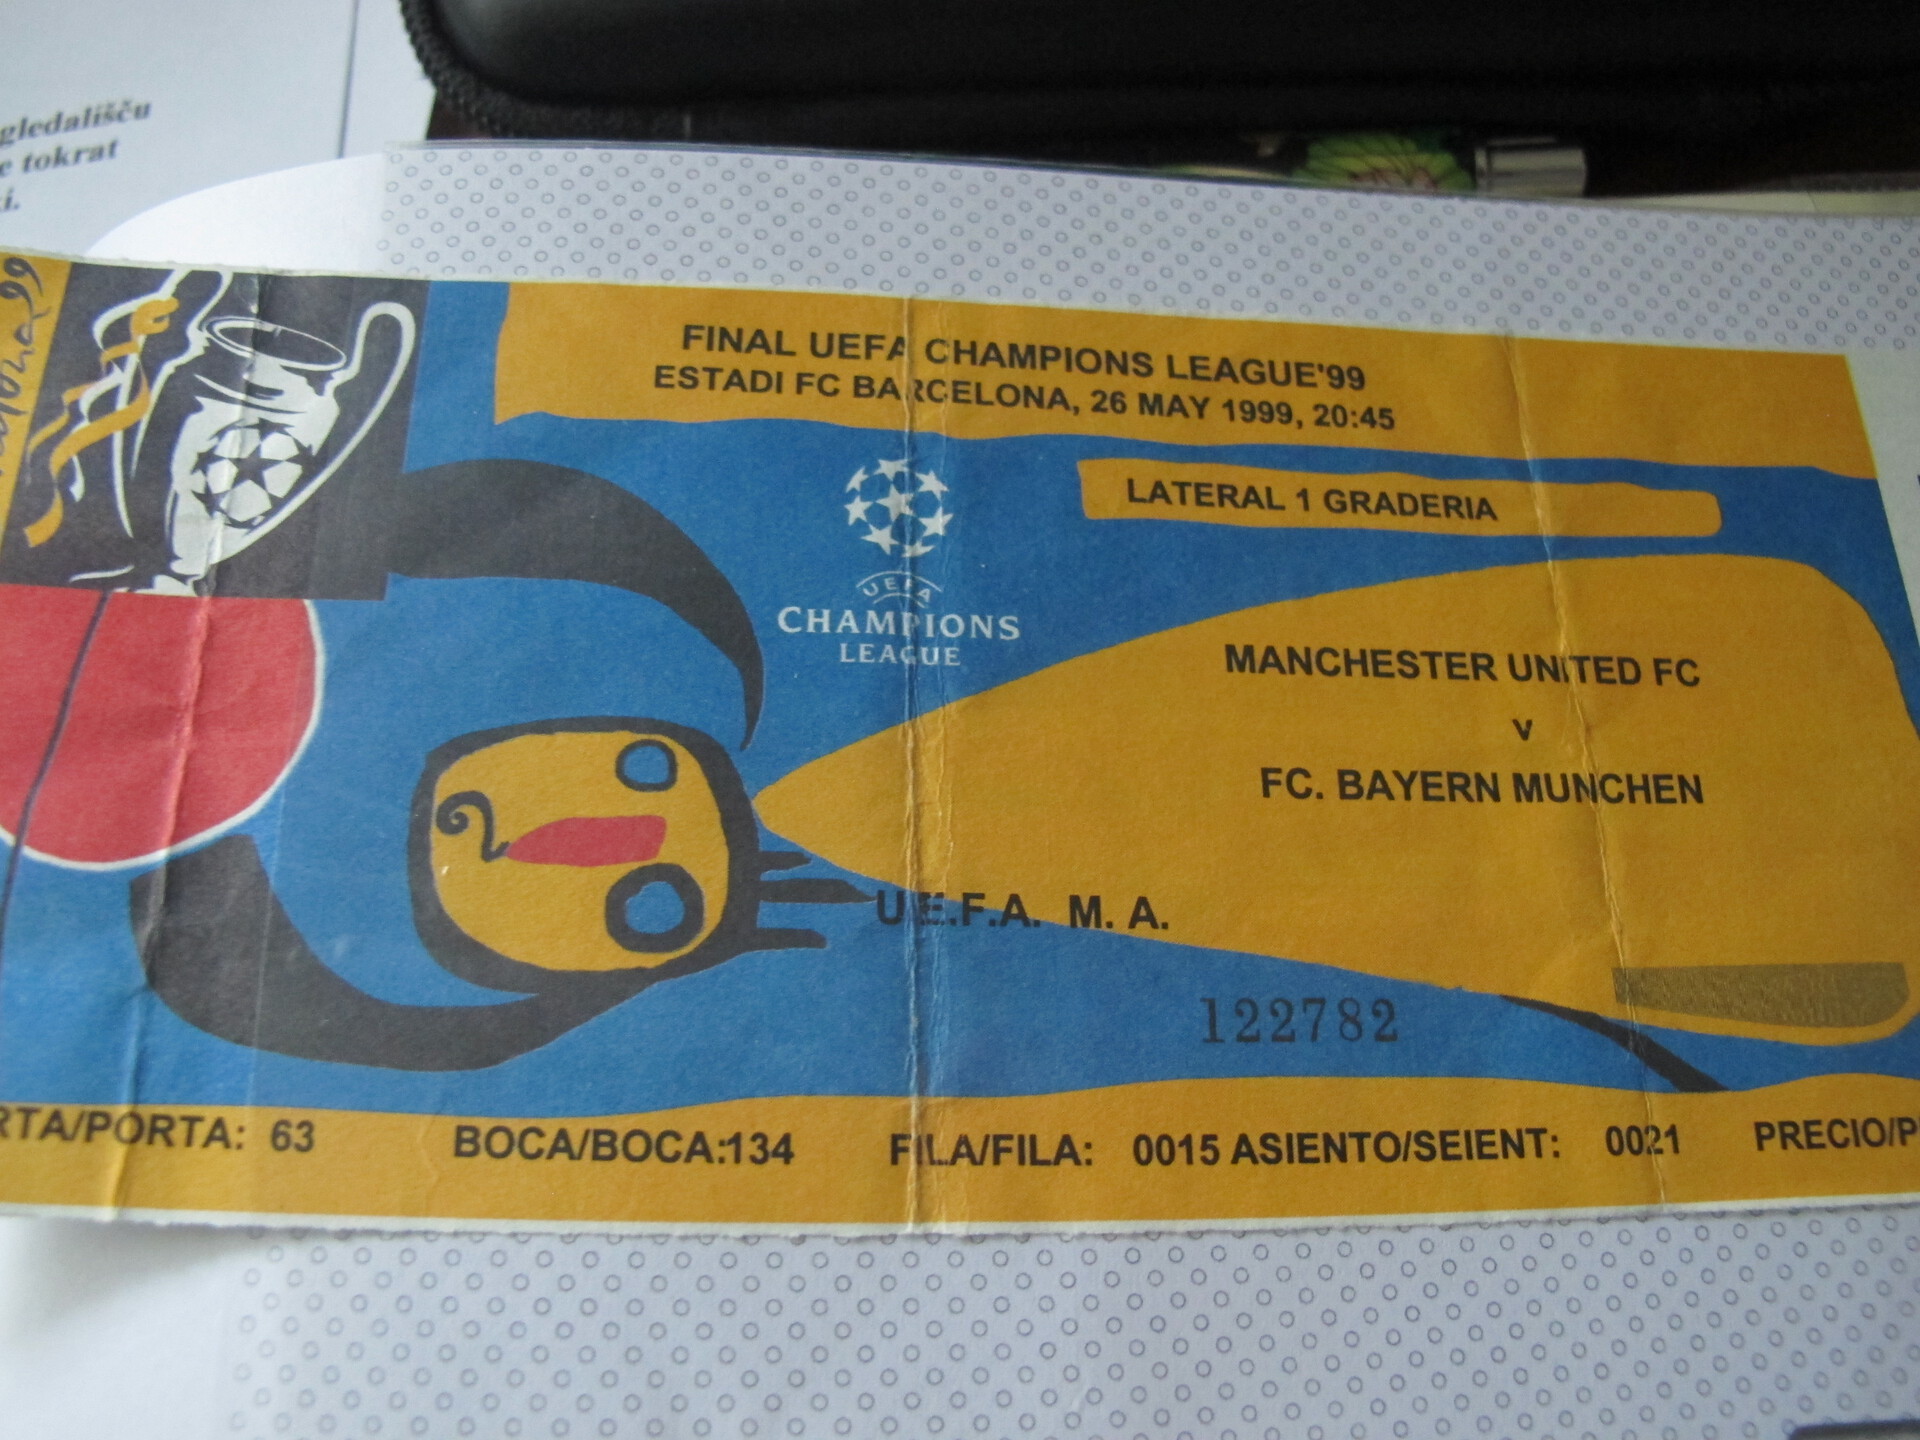 gledališču
e tokrat
i.
99
FINAL UEFA CHAMPIONS LEAGUE'99
ESTADI FC BARCELONA, 26 MAY 1999, 20:45
LATERAL 1 GRADERIA
UEFA
CHAMPIONS
LEAGUE
MANCHESTER UNITED FC
v
FC. BAYERN MUNCHEN
U.E.F.A. M. A.
122782
RTA/PORTA: 63 BOCA/BOCA:134 FILA/FILA: 0015 ASIENTO/SEIENT: 0021 PRECIO/P